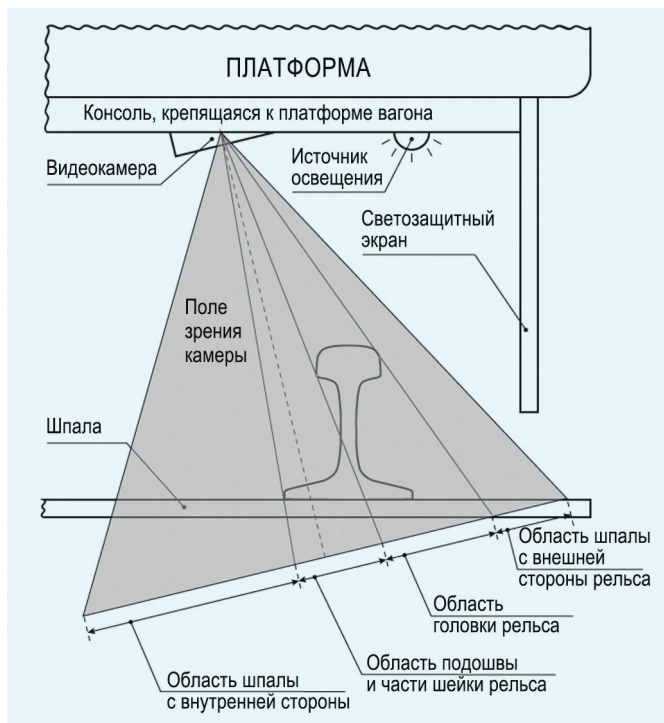 ПЛАТФОРМА
Консоль, крепящаяся к платформе вагона
Видеокамера
Источник
освещения
Светозащитный
экран
Поле
зрения
камеры
Шпала
Область шпалы
с внешней
стороны рельса
Область
головки рельса
Область подошвы
и части шейки рельса
Область шпалы
с внутренней стороны